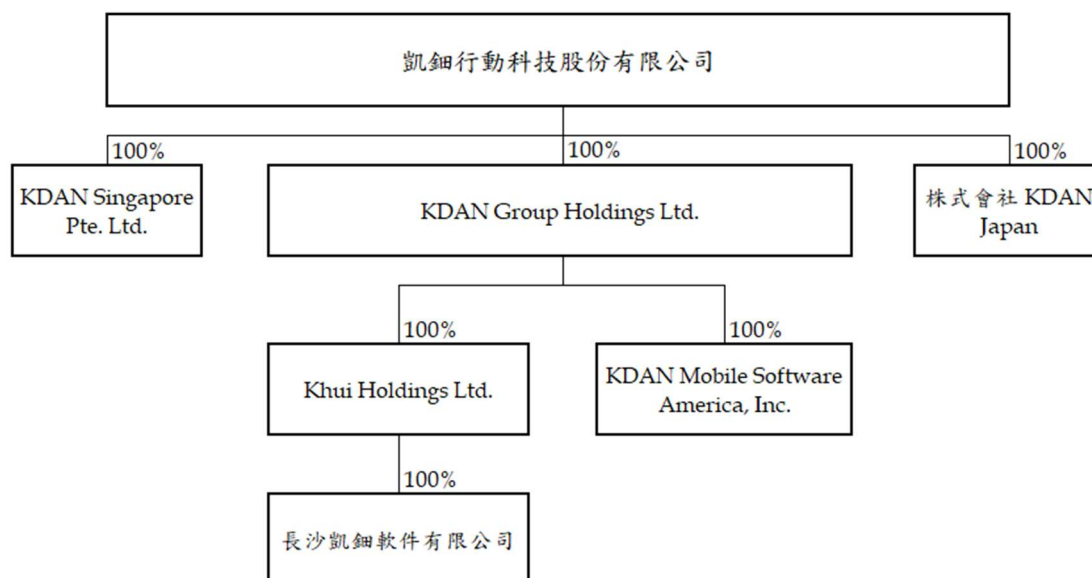 凱鈿行動科技股份有限公司
100%
100%
100%
KDAN Singapore
Pte. Ltd.
KDAN Group Holdings Ltd.
株式會社 KDAN
Japan
100%
100%
Khui Holdings Ltd.
KDAN Mobile Software
America, Inc.
100%
長沙凱鈿軟件有限公司